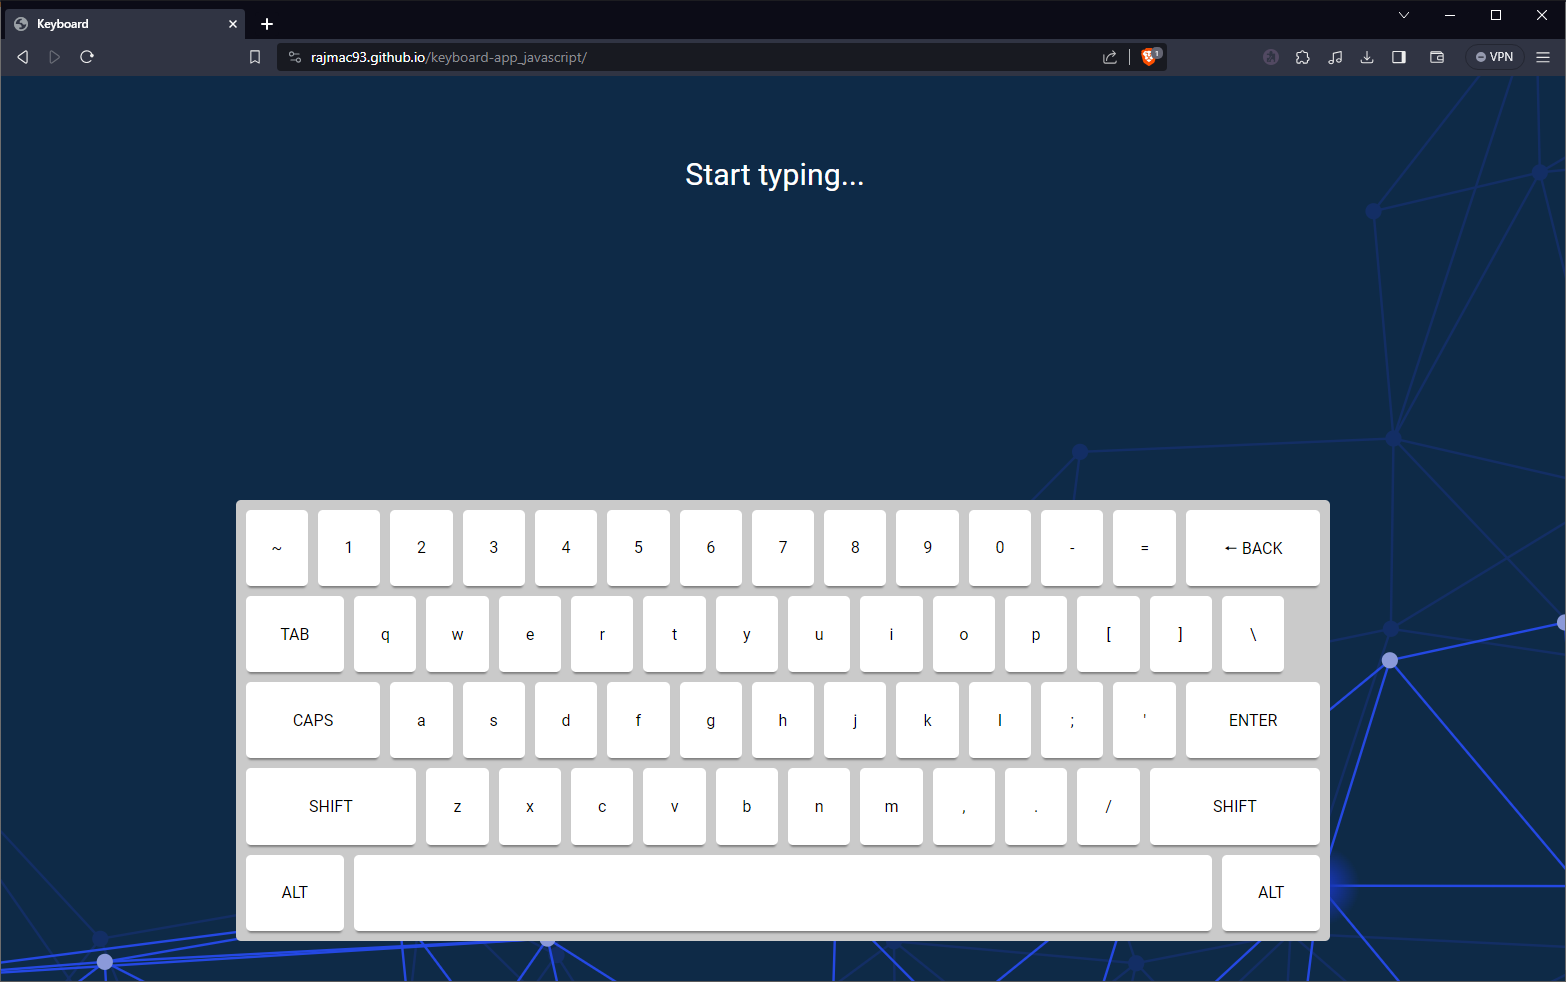 Keyboard
rajmac93.github.io/keyboard-app_javascript/
1
VPN
Start typing...
~ 1 2 3 4 5 6 7 8 9 0 - = ← BACK
TAB q w e r t y u i o p [ ] \
CAPS a s d f g h j k l ; ' ENTER
SHIFT z x c v b n m , . / SHIFT
ALT ALT